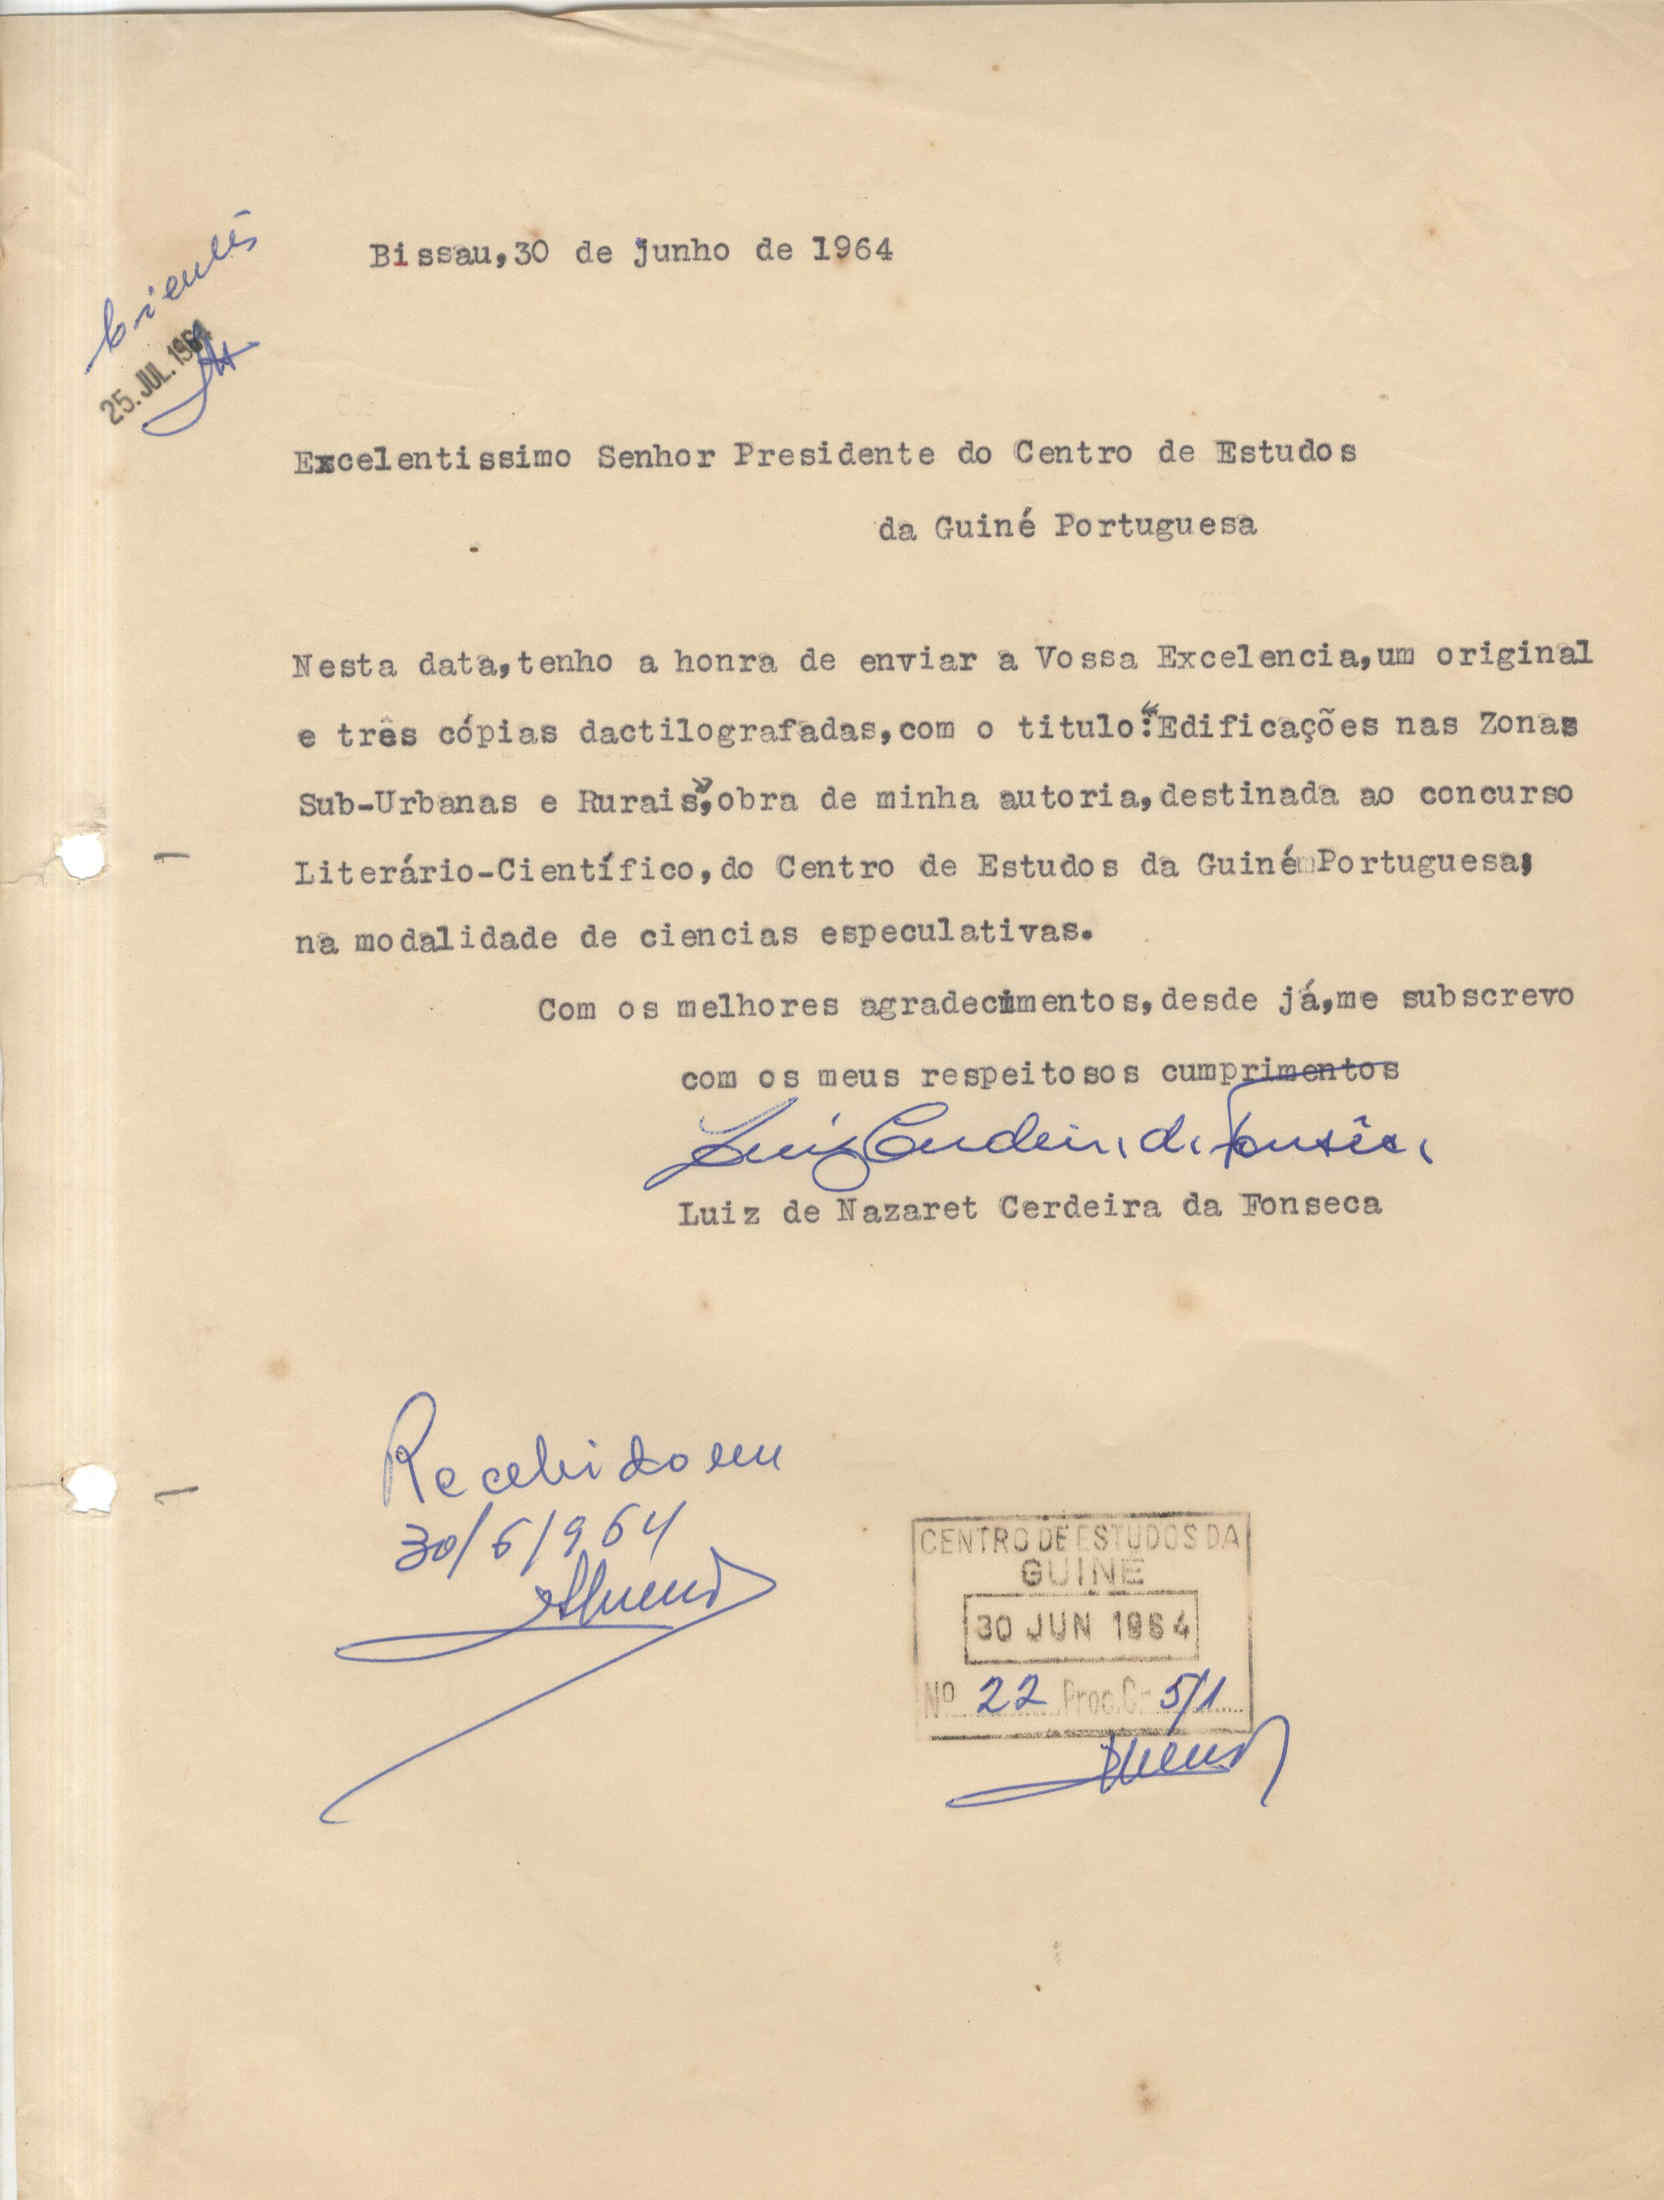 Bissau,30 de junho de 1964
Ciente
25.JUL.1964
Excelentissimo Senhor Presidente do Centro de Estudos
da Guiné Portuguesa
Nesta data,tenho a honra de enviar a Vossa Excelencia,um original
e três cópias dactilografadas,com o titulo:"Edificações nas Zonas
Sub-Urbanas e Rurais",obra de minha autoria,destinada ao concurso
Literário-Científico,do Centro de Estudos da Guiné Portuguesa,
na modalidade de ciencias especulativas.
Com os melhores agradecimentos,desde já,me subscrevo
com os meus respeitosos cumprimentos
Luiz Cerdeira da Fonseca
Luiz de Nazaret Cerdeira da Fonseca
Recebido em
30/6/964
CENTRO DE ESTUDOS DA
GUINÉ
30 JUN 1964
Nº 22 Proc.C- 5/1